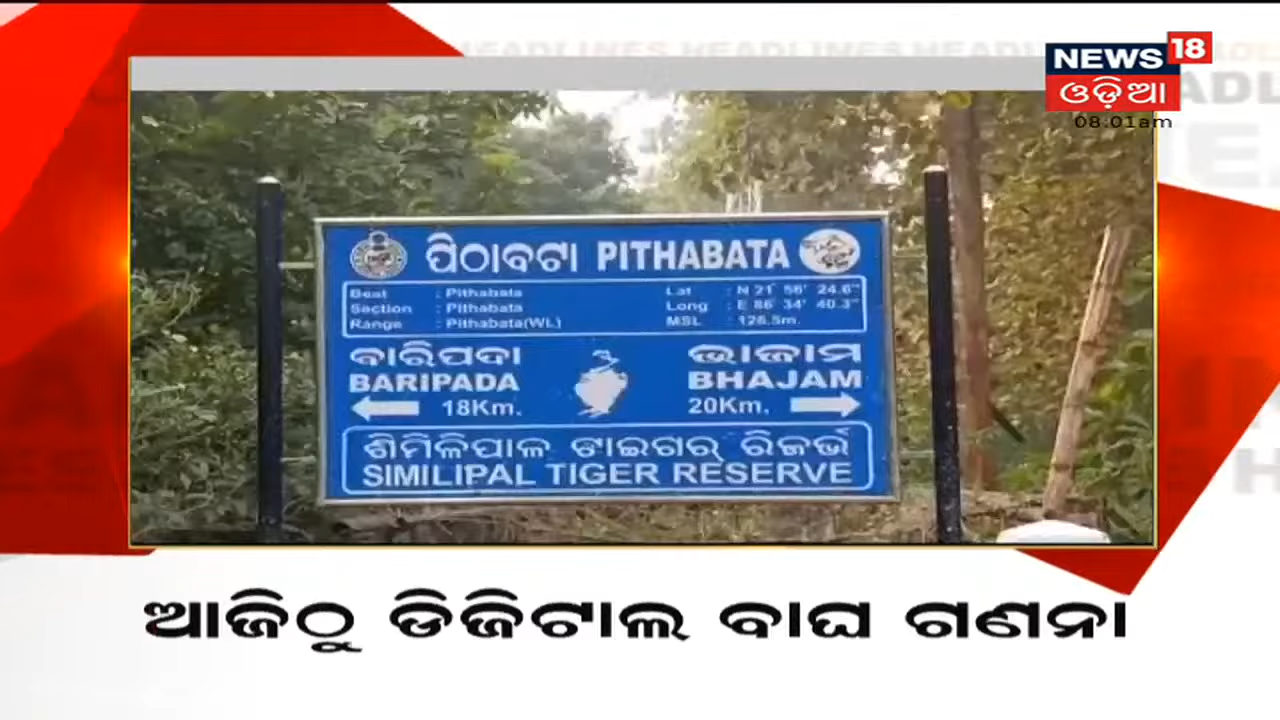 NEWS 18
ଓଡ଼ିଆ
08:01am
ପିଠାବଟା PITHABATA
Beat : Pithabata
Section : Pithabata
Range : Pithabata(WL)
Lat : N 21° 56' 24.6"
Long : E 86° 34' 40.3"
MSL : 126.5m.
ବାରିପଦା
BARIPADA
18Km.
ଭାଜାମ
BHAJAM
20Km.
ଶିମିଳିପାଳ ଟାଇଗର୍ ରିଜର୍ଭ
SIMILIPAL TIGER RESERVE
ଆଜିଠୁ ଡିଜିଟାଲ ବାଘ ଗଣନା